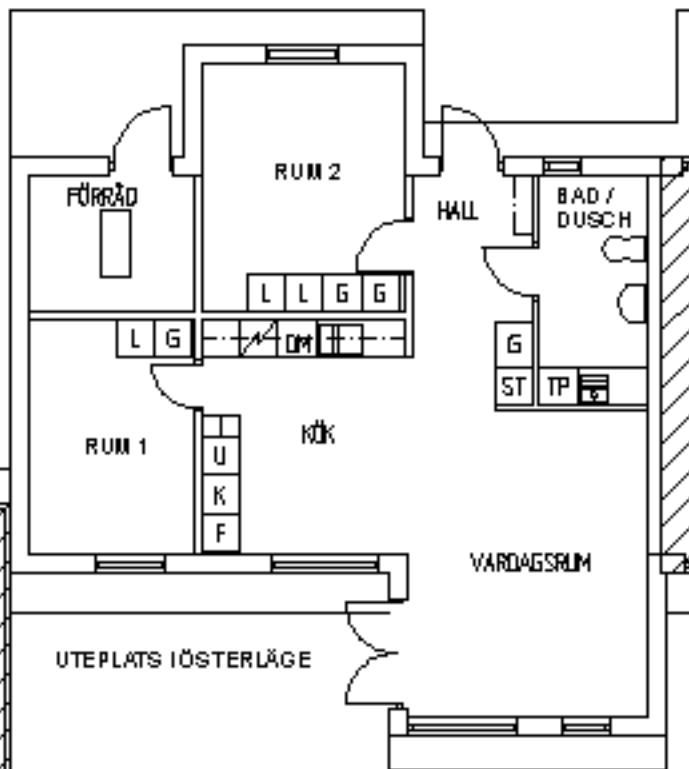 RUM 2
FÖRRÅD
HALL
BAD /
DUSCH
L L G G
L G
DM
G
ST TP
RUM 1
KÖK
U
K
F
VARDAGSRUM
UTEPLATS I ÖSTERLÄGE